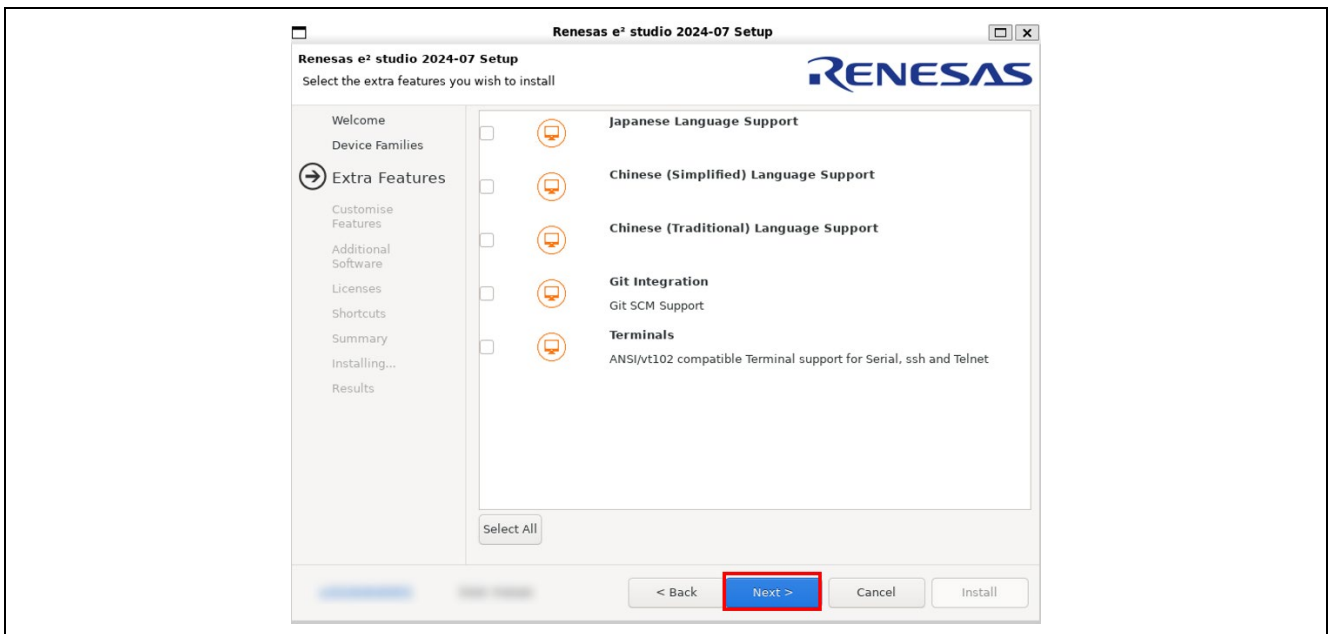 Renesas e² studio 2024-07 Setup
Renesas e² studio 2024-07 Setup
Select the extra features you wish to install
RENESAS
Welcome
Device Families
Extra Features
Customise
Features
Additional
Software
Licenses
Shortcuts
Summary
Installing...
Results
Japanese Language Support
Chinese (Simplified) Language Support
Chinese (Traditional) Language Support
Git Integration
Git SCM Support
Terminals
ANSI/vt102 compatible Terminal support for Serial, ssh and Telnet
Select All
< Back
Next >
Cancel
Install